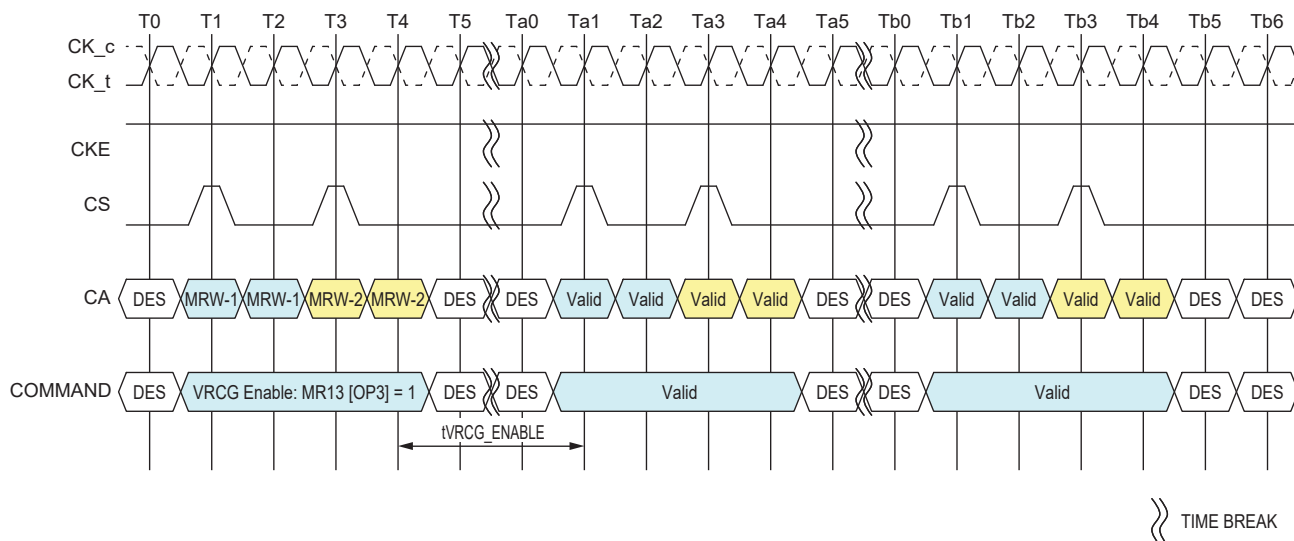 T0 T1 T2 T3 T4 T5 Ta0 Ta1 Ta2 Ta3 Ta4 Ta5 Tb0 Tb1 Tb2 Tb3 Tb4 Tb5 Tb6
CK_c
CK_t
CKE
CS
CA DES MRW-1 MRW-1 MRW-2 MRW-2 DES DES Valid Valid Valid Valid DES DES Valid Valid Valid Valid DES DES
COMMAND DES VRCG Enable: MR13 [OP3] = 1 DES DES Valid DES DES Valid DES DES
tVRCG_ENABLE
TIME BREAK